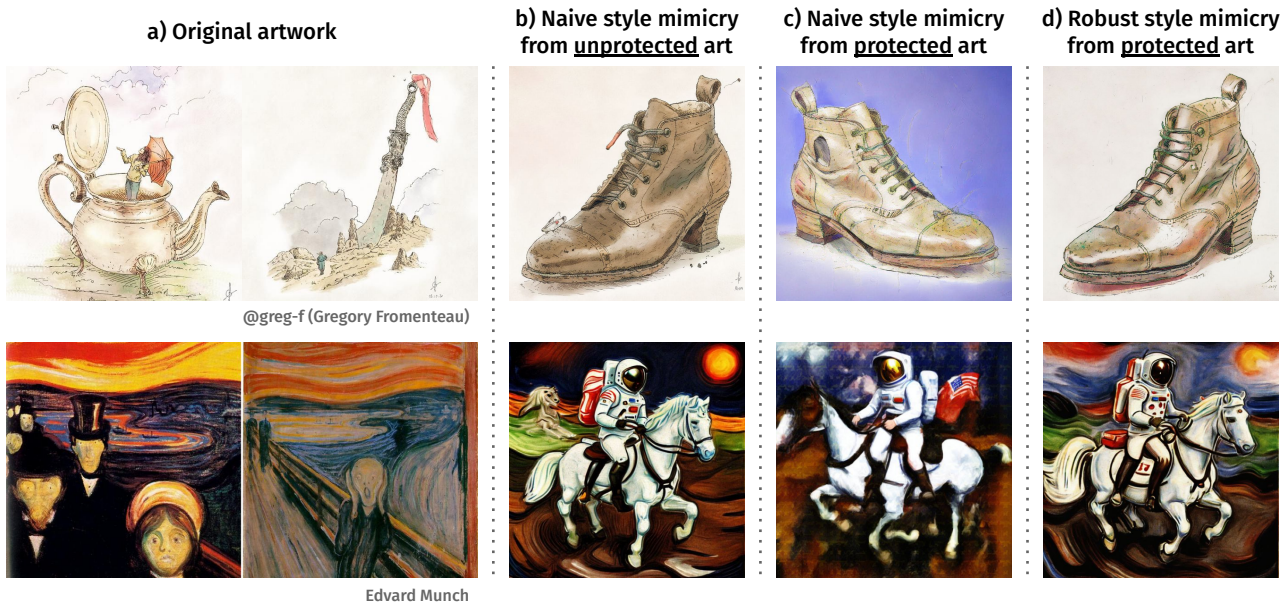 a) Original artwork
b) Naive style mimicry
from unprotected art
c) Naive style mimicry
from protected art
d) Robust style mimicry
from protected art
@greg-f (Gregory Fromenteau)
17
Edvard Munch